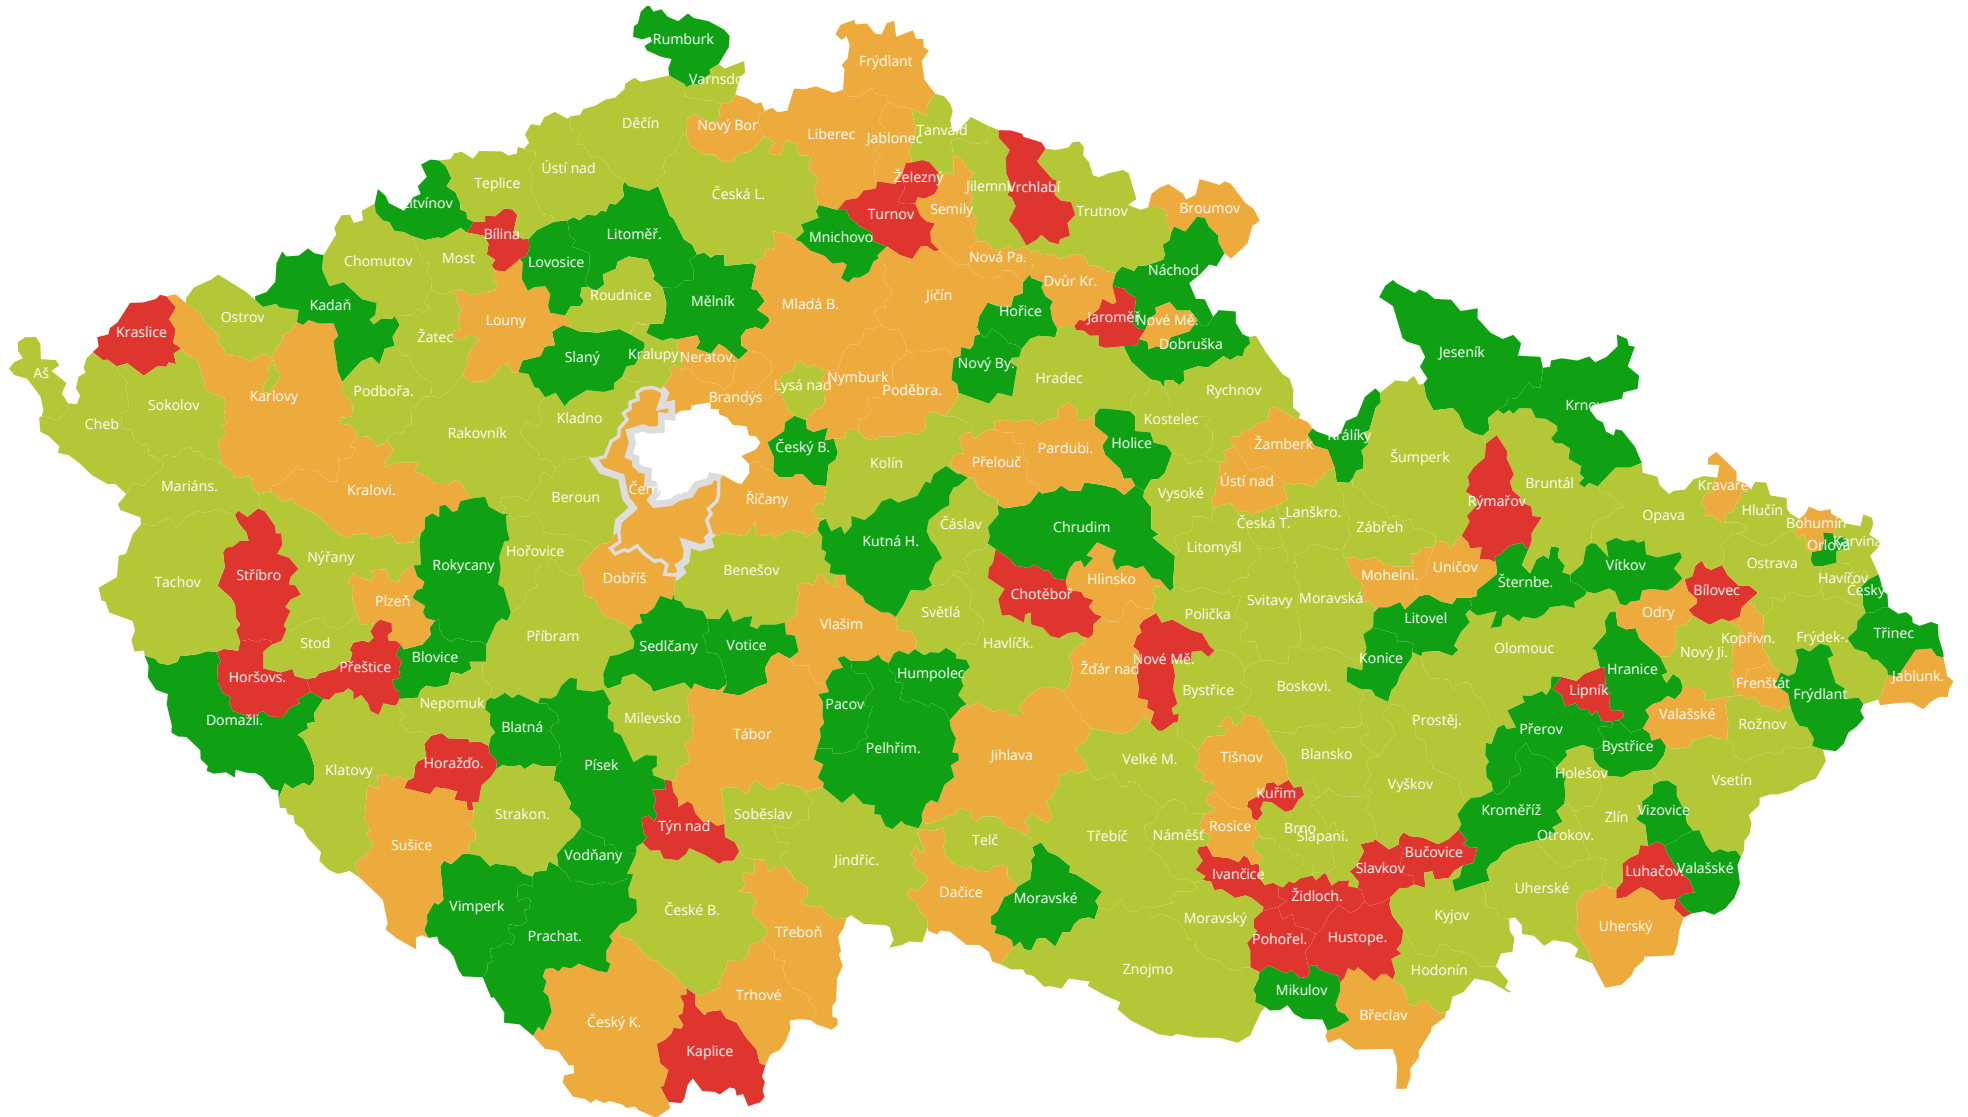 Rumburk
Frýdlant
Varnsdo
Děčín
Nový Bor
Liberec
Jablonec
Tanvald
Ústí nad
Teplice
Česká L.
Železný
Jilemni
Vrchlabí
Litvínov
Turnov
Semily
Trutnov
Broumov
Bílina
Litoměř.
Mnichovo
Chomutov
Most
Lovosice
Nová Pa.
Náchod
Dvůr Kr.
Roudnice
Mělník
Mladá B.
Jičín
Kadaň
Ostrov
Louny
Hořice
Jaroměř
Nové Mě.
Kraslice
Žatec
Slaný
Kralupy
Neratov.
Dobruška
Jeseník
Aš
Nový By.
Lysá nad
Nymburk
Hradec
Podbořa.
Poděbra.
Rychnov
Karlovy
Brandýs
Sokolov
Krnov
Cheb
Kladno
Kostelec
Rakovník
Český B.
Pardubi.
Holice
Žamberk
Králíky
Kolín
Přelouč
Šumperk
Mariáns.
Kralovi.
Beroun
Čern
Říčany
Vysoké
Ústí nad
Bruntál
Kravaře
Rýmařov
Hlučín
Lanškro.
Opava
Čáslav
Chrudim
Česká T.
Zábřeh
Bohumín
Kutná H.
Orlová
Karviná
Hořovice
Litomyšl
Nýřany
Rokycany
Ostrava
Stříbro
Tachov
Dobříš
Benešov
Hlinsko
Mohelni.
Uničov
Šternbe.
Vítkov
Havířov
Český
Plzeň
Chotěboř
Svitavy
Moravská
Bílovec
Světlá
Polička
Odry
Vlašim
Litovel
Příbram
Třinec
Stod
Sedlčany
Votice
Havlíčk.
Olomouc
Kopřivn.
Frýdek-.
Blovice
Nové Mě.
Konice
Nový Ji.
Přeštice
Žďár nad
Hranice
Horšovs.
Humpolec
Jablunk.
Boskovi.
Bystřice
Lipník
Frenštát
Frýdlant
Nepomuk
Pacov
Domažli.
Milevsko
Valašské
Prostěj.
Rožnov
Blatná
Přerov
Tábor
Pelhřim.
Bystřice
Jihlava
Blansko
Velké M.
Tišnov
Horažďo.
Písek
Klatovy
Holešov
Vsetín
Vyškov
Kuřim
Strakon.
Soběslav
Kroměříž
Vizovice
Zlín
Týn nad
Rosice
Brno
Třebíč
Náměšť
Šlapani.
Otrokov.
Telč
Sušice
Bučovice
Vodňany
Jindřic.
Slavkov
Valašské
Luhačov.
Ivančice
Uherské
Dačice
Židloch.
Moravské
Vimperk
České B.
Kyjov
Moravský
Uherský
Třeboň
Prachat.
Pohořel.
Hustope.
Znojmo
Hodonín
Mikulov
Trhové
Břeclav
Český K.
Kaplice